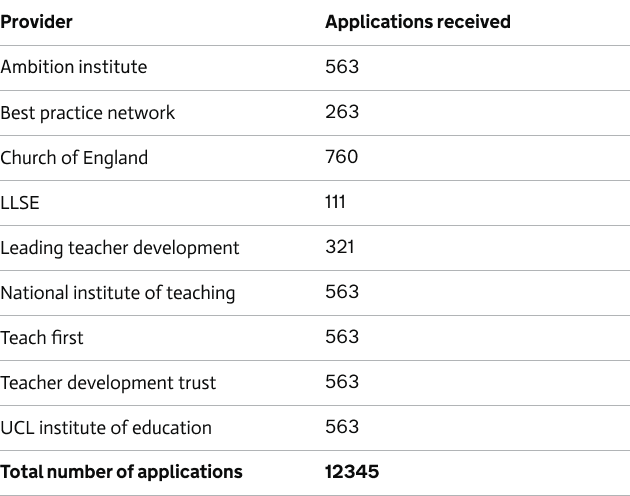 Provider Applications received
Ambition institute 563
Best practice network 263
Church of England 760
LLSE 111
Leading teacher development 321
National institute of teaching 563
Teach first 563
Teacher development trust 563
UCL institute of education 563
Total number of applications 12345